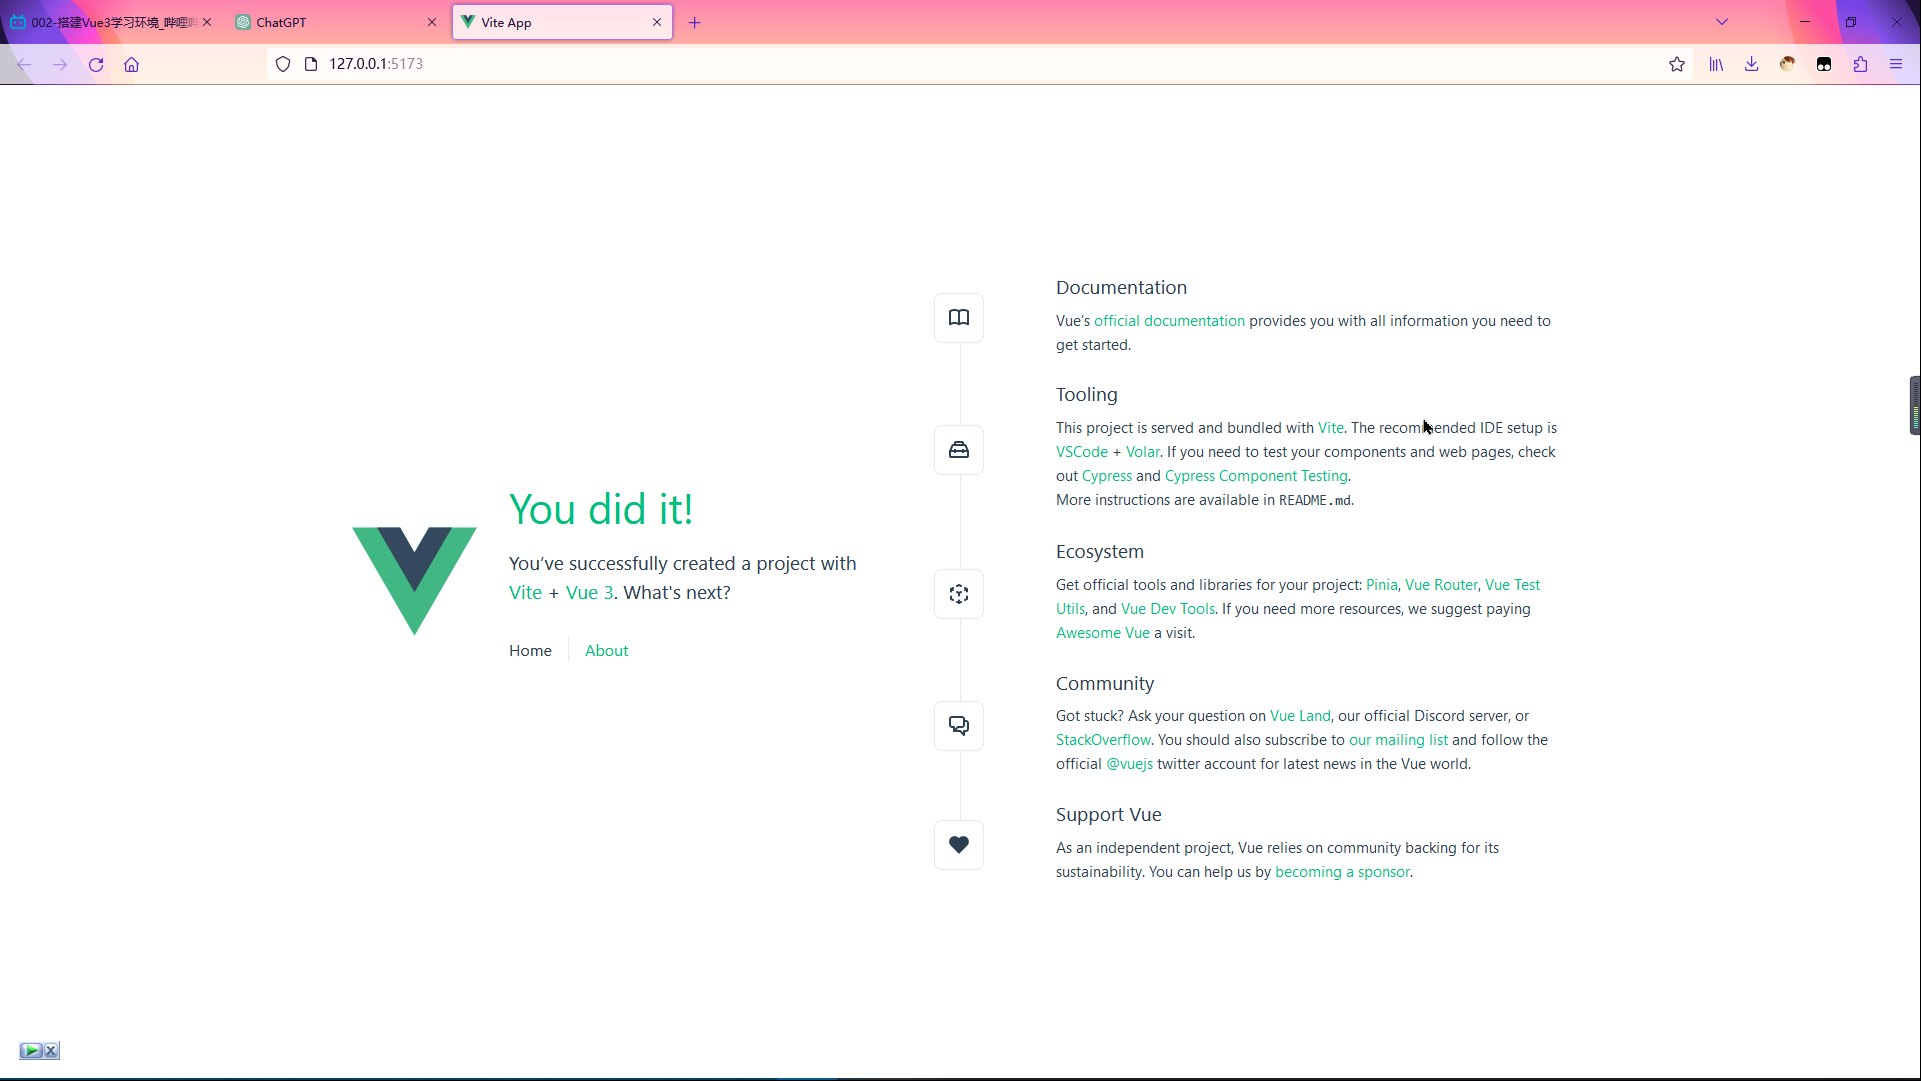 002-搭建Vue3学习环境_哔哩
ChatGPT
Vite App
127.0.0.1:5173
You did it!
You’ve successfully created a project with
Vite + Vue 3. What's next?
Home
About
Documentation
Vue’s official documentation provides you with all information you need to
get started.
Tooling
This project is served and bundled with Vite. The recommended IDE setup is
VSCode + Volar. If you need to test your components and web pages, check
out Cypress and Cypress Component Testing.
More instructions are available in README.md.
Ecosystem
Get official tools and libraries for your project: Pinia, Vue Router, Vue Test
Utils, and Vue Dev Tools. If you need more resources, we suggest paying
Awesome Vue a visit.
Community
Got stuck? Ask your question on Vue Land, our official Discord server, or
StackOverflow. You should also subscribe to our mailing list and follow the
official @vuejs twitter account for latest news in the Vue world.
Support Vue
As an independent project, Vue relies on community backing for its
sustainability. You can help us by becoming a sponsor.